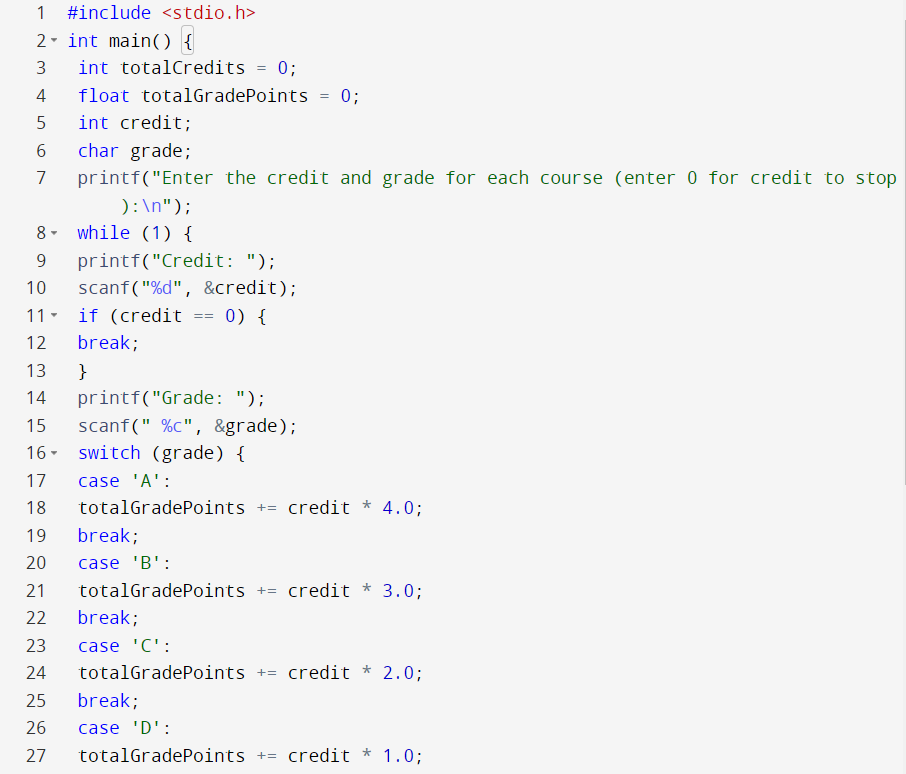 1 #include <stdio.h>
2 int main() {
3 int totalCredits = 0;
4 float totalGradePoints = 0;
5 int credit;
6 char grade;
7 printf("Enter the credit and grade for each course (enter 0 for credit to stop
):\n");
8 while (1) {
9 printf("Credit: ");
10 scanf("%d", &credit);
11 if (credit == 0) {
12 break;
13 }
14 printf("Grade: ");
15 scanf(" %c", &grade);
16 switch (grade) {
17 case 'A':
18 totalGradePoints += credit * 4.0;
19 break;
20 case 'B':
21 totalGradePoints += credit * 3.0;
22 break;
23 case 'C':
24 totalGradePoints += credit * 2.0;
25 break;
26 case 'D':
27 totalGradePoints += credit * 1.0;